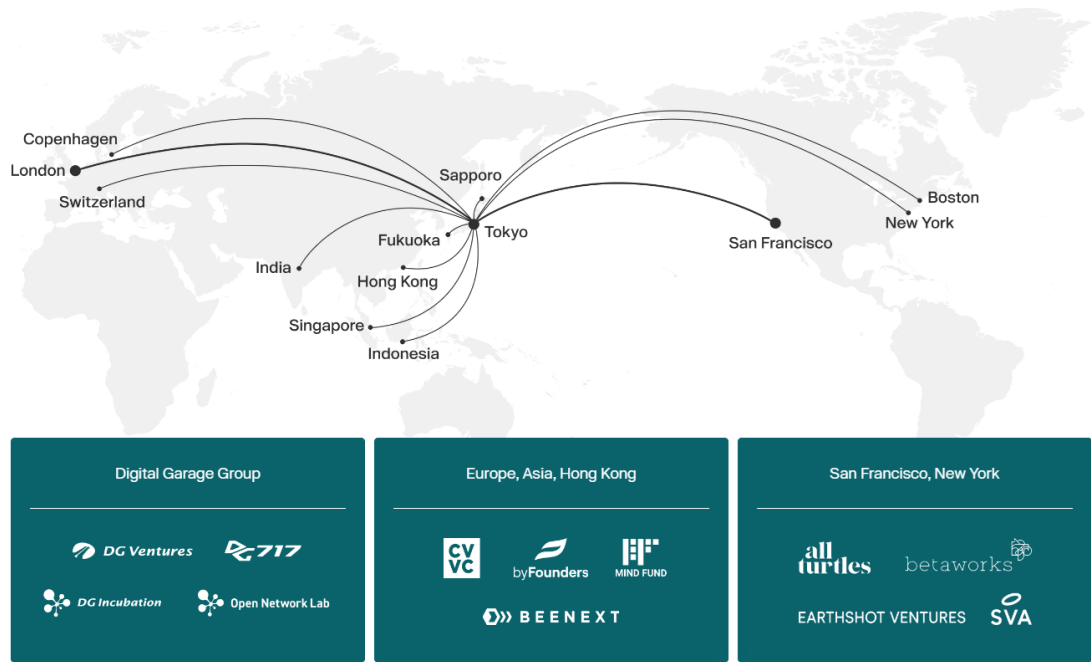 Copenhagen
London
Switzerland
Sapporo
Fukuoka
Tokyo
India
Hong Kong
Singapore
Indonesia
Boston
New York
San Francisco
Digital Garage Group
DG Ventures
DG717
DG Incubation
Open Network Lab
Europe, Asia, Hong Kong
CV
VC
byFounders
MIND FUND
BEENEXT
San Francisco, New York
all
turtles
betaworks
EARTHSHOT VENTURES
SVA